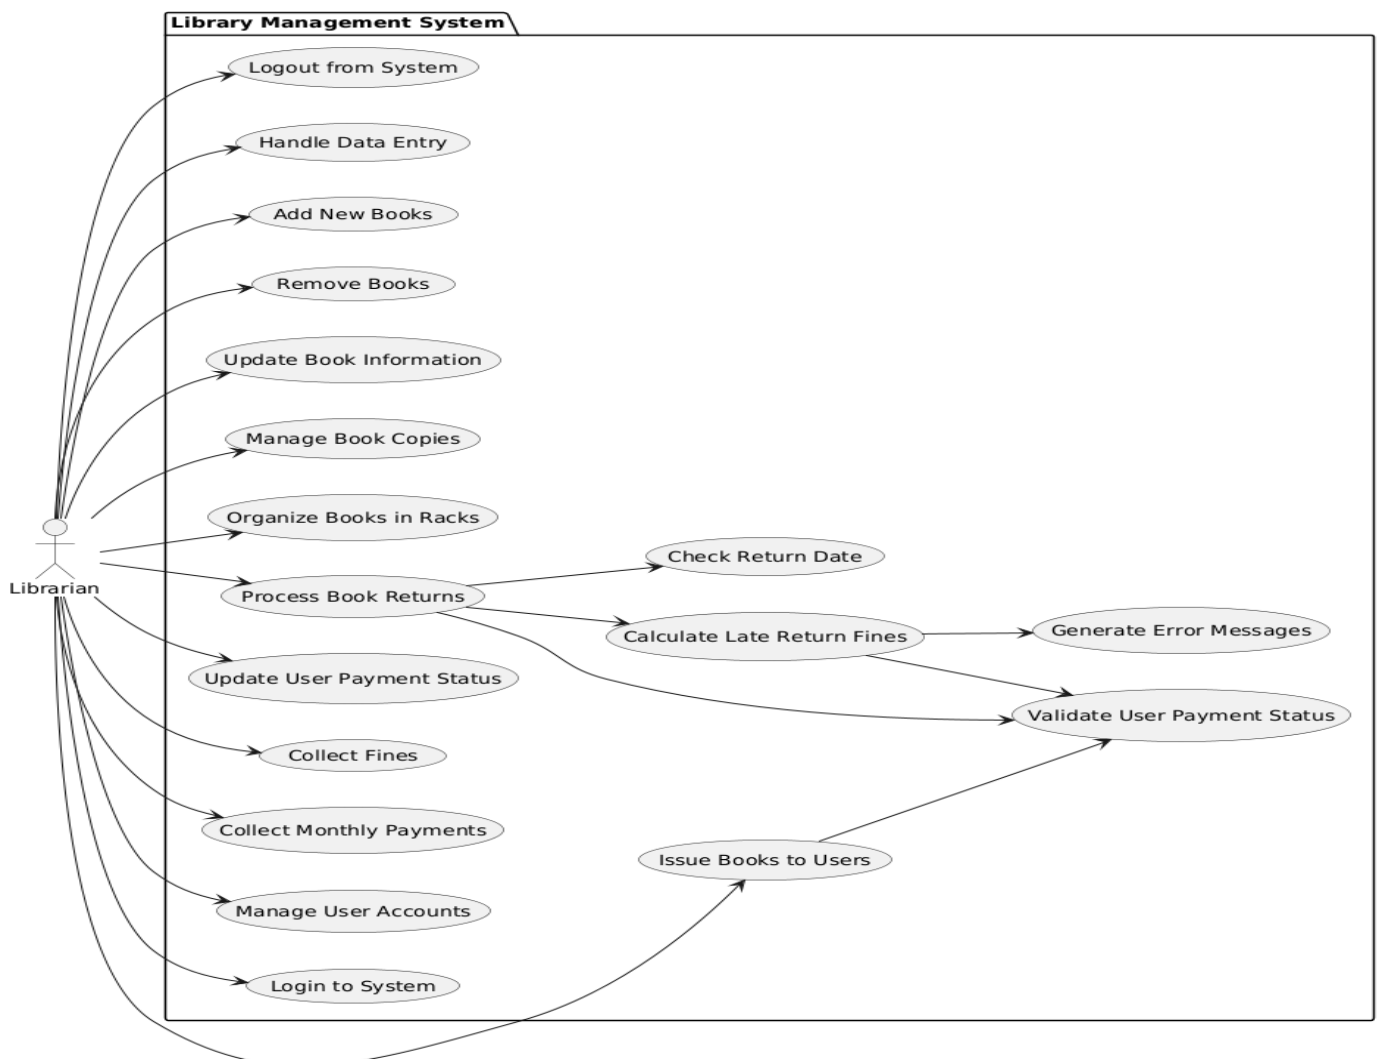 Library Management System
Logout from System
Handle Data Entry
Add New Books
Remove Books
Update Book Information
Manage Book Copies
Organize Books in Racks
Check Return Date
Librarian
Process Book Returns
Calculate Late Return Fines
Generate Error Messages
Update User Payment Status
Validate User Payment Status
Collect Fines
Collect Monthly Payments
Issue Books to Users
Manage User Accounts
Login to System